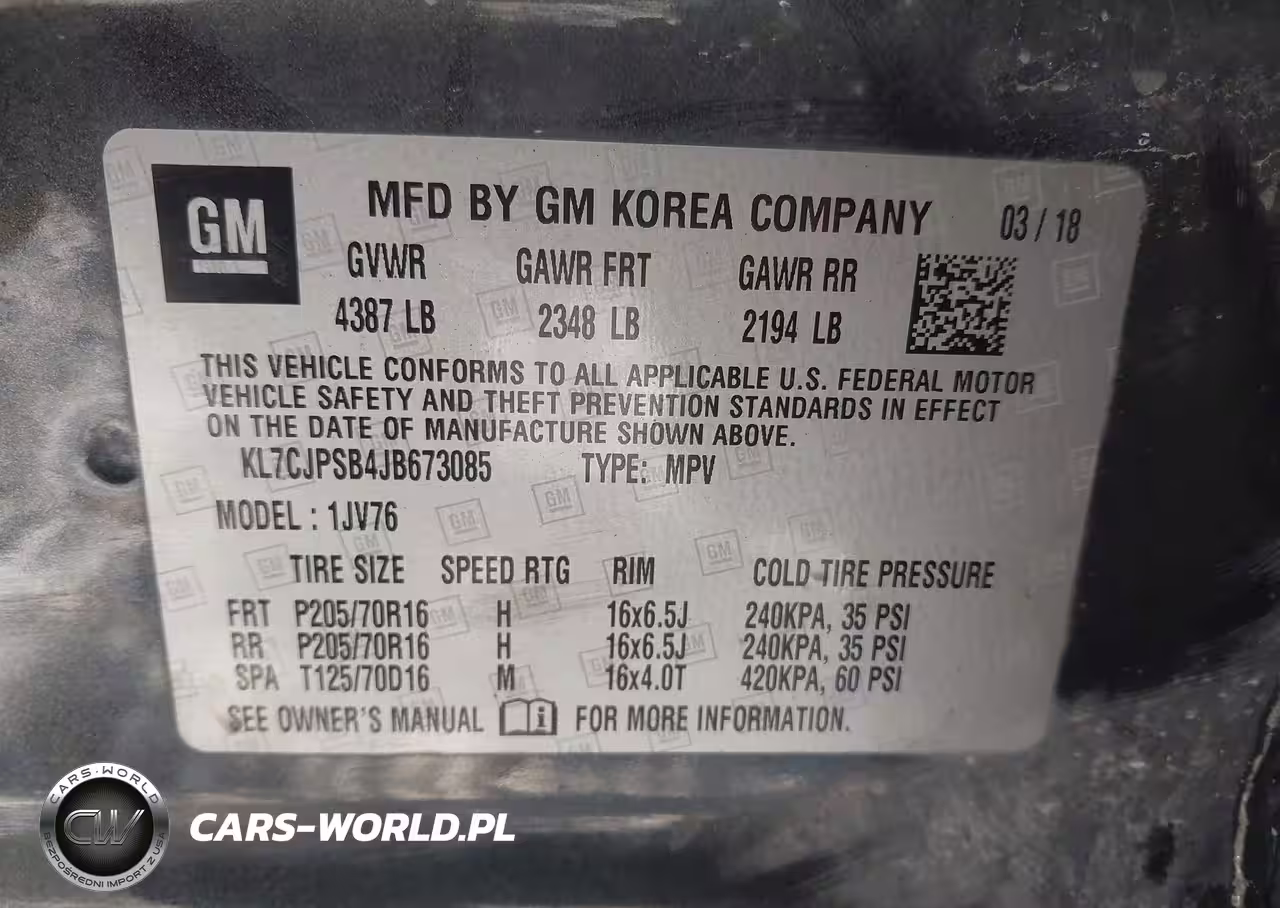 GM
MFD BY GM KOREA COMPANY 03 / 18
GVWR GAWR FRT GAWR RR
4387 LB 2348 LB 2194 LB
THIS VEHICLE CONFORMS TO ALL APPLICABLE U.S. FEDERAL MOTOR
VEHICLE SAFETY AND THEFT PREVENTION STANDARDS IN EFFECT
ON THE DATE OF MANUFACTURE SHOWN ABOVE.
KL7CJPSB4JB673085 TYPE: MPV
MODEL : 1JV76
TIRE SIZE SPEED RTG RIM COLD TIRE PRESSURE
FRT P205/70R16 H 16x6.5J 240KPA, 35 PSI
RR P205/70R16 H 16x6.5J 240KPA, 35 PSI
SPA T125/70D16 M 16x4.0T 420KPA, 60 PSI
SEE OWNER'S MANUAL i FOR MORE INFORMATION.
CARS-WORLD
CW
BEZPOŚREDNI IMPORT Z USA
CARS-WORLD.PL